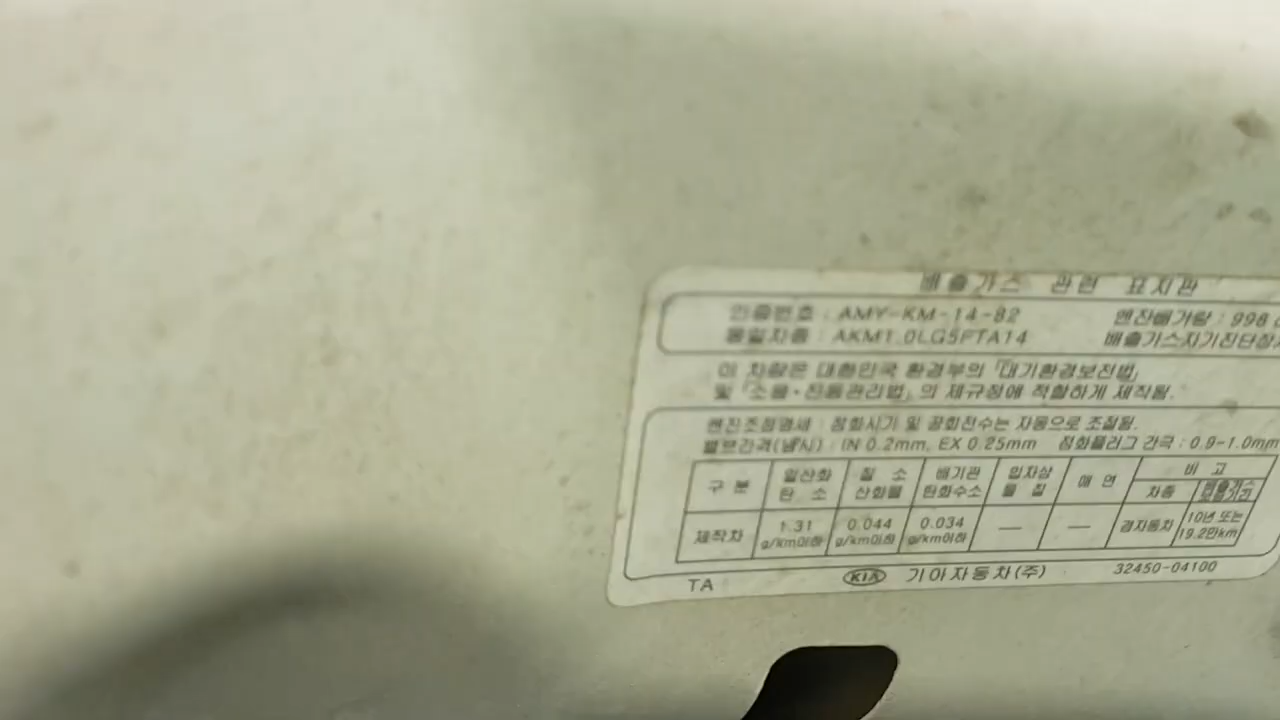 배출가스 관련 표지판
인증번호 : AMY-KM-14-82 엔진배기량 : 998
동일차종 : AKMT1.0LG5FTA14 배출가스자기진단장
이 차량은 대한민국 환경부의 「대기환경보전법」
및 「소음·진동관리법」의 제규정에 적합하게 제작됨.
엔진조정명세 : 점화시기 및 공회전수는 자동으로 조절됨.
밸브간격(냉시) : IN 0.2mm, EX 0.25mm 점화플러그 간극 : 0.9-1.0mm
구 분 일산화탄 소 질 소산화물 배기관탄화수소 입자상물 질 매 연 비 고
차종 배출가스보증기간
제작차 1.31 g/km이하 0.044 g/km이하 0.034 g/km이하 — — 경자동차 10년 또는 19.2만km
TA KIA 기아자동차(주) 32450-04100